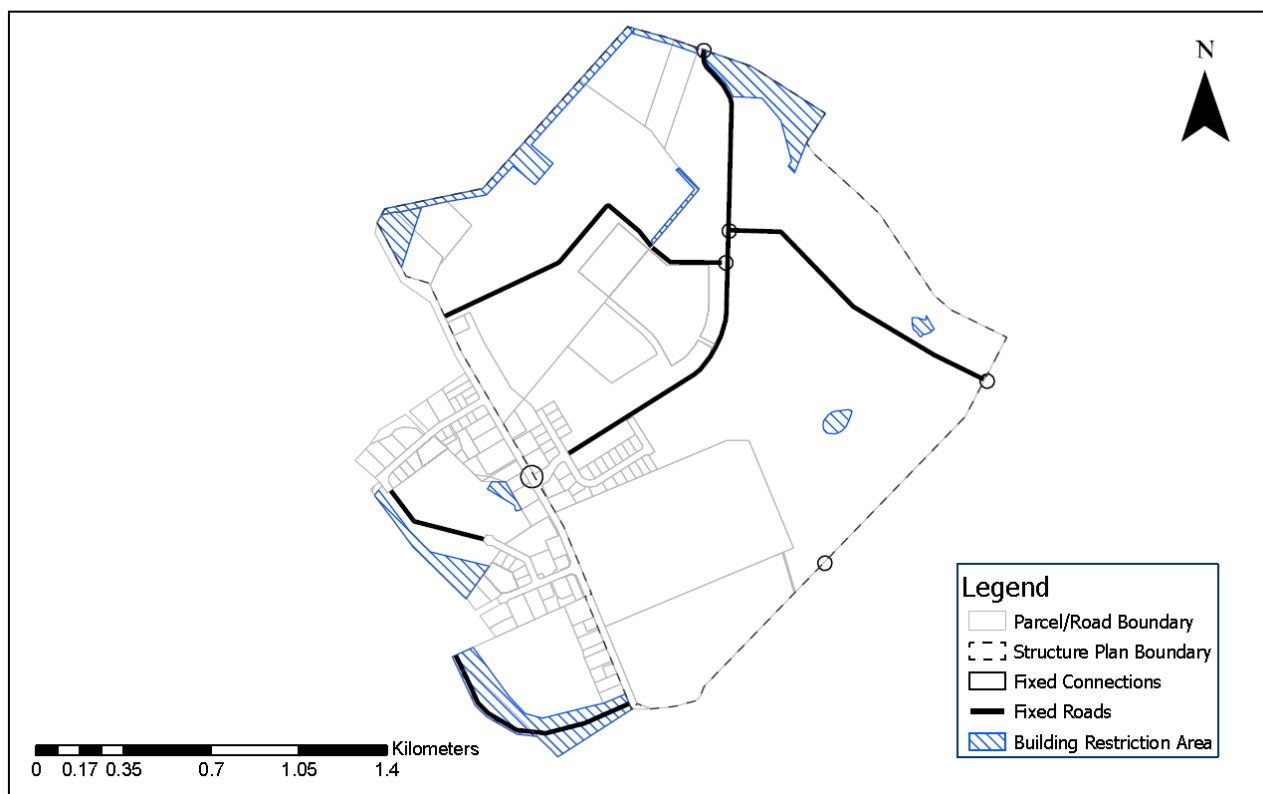 N
Legend
Parcel/Road Boundary
Structure Plan Boundary
Fixed Connections
Fixed Roads
Building Restriction Area
Kilometers
0 0.17 0.35 0.7 1.05 1.4